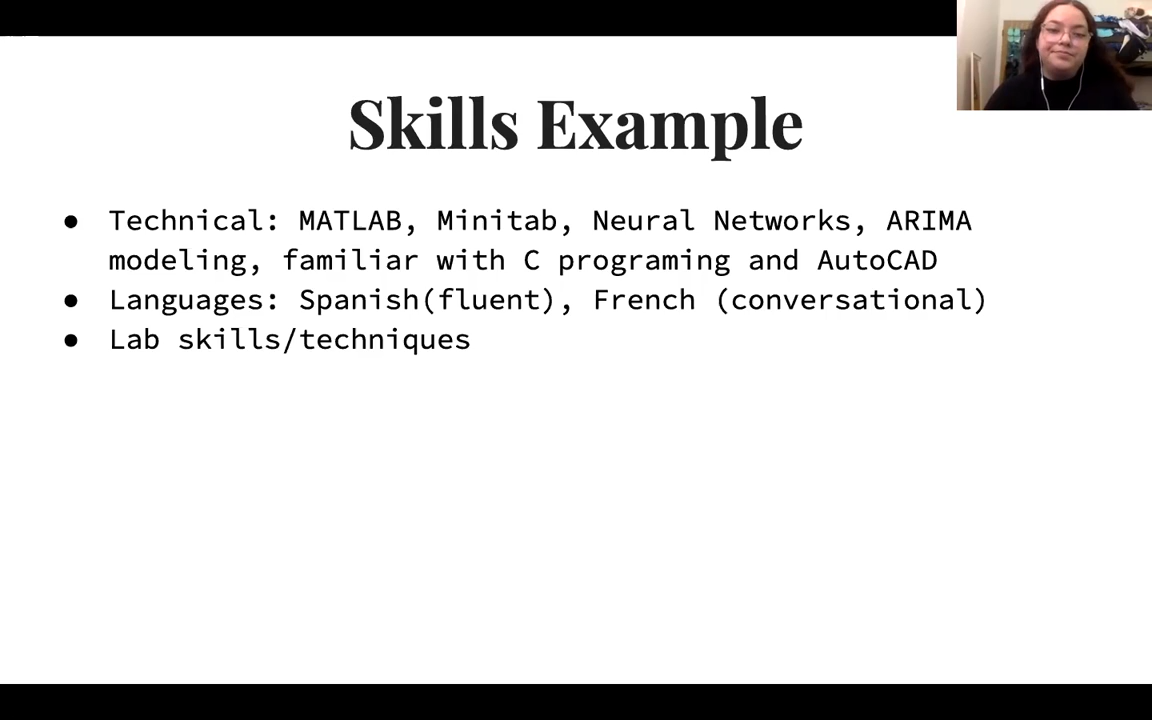 Skills Example
● Technical: MATLAB, Minitab, Neural Networks, ARIMA
modeling, familiar with C programing and AutoCAD
● Languages: Spanish(fluent), French (conversational)
● Lab skills/techniques